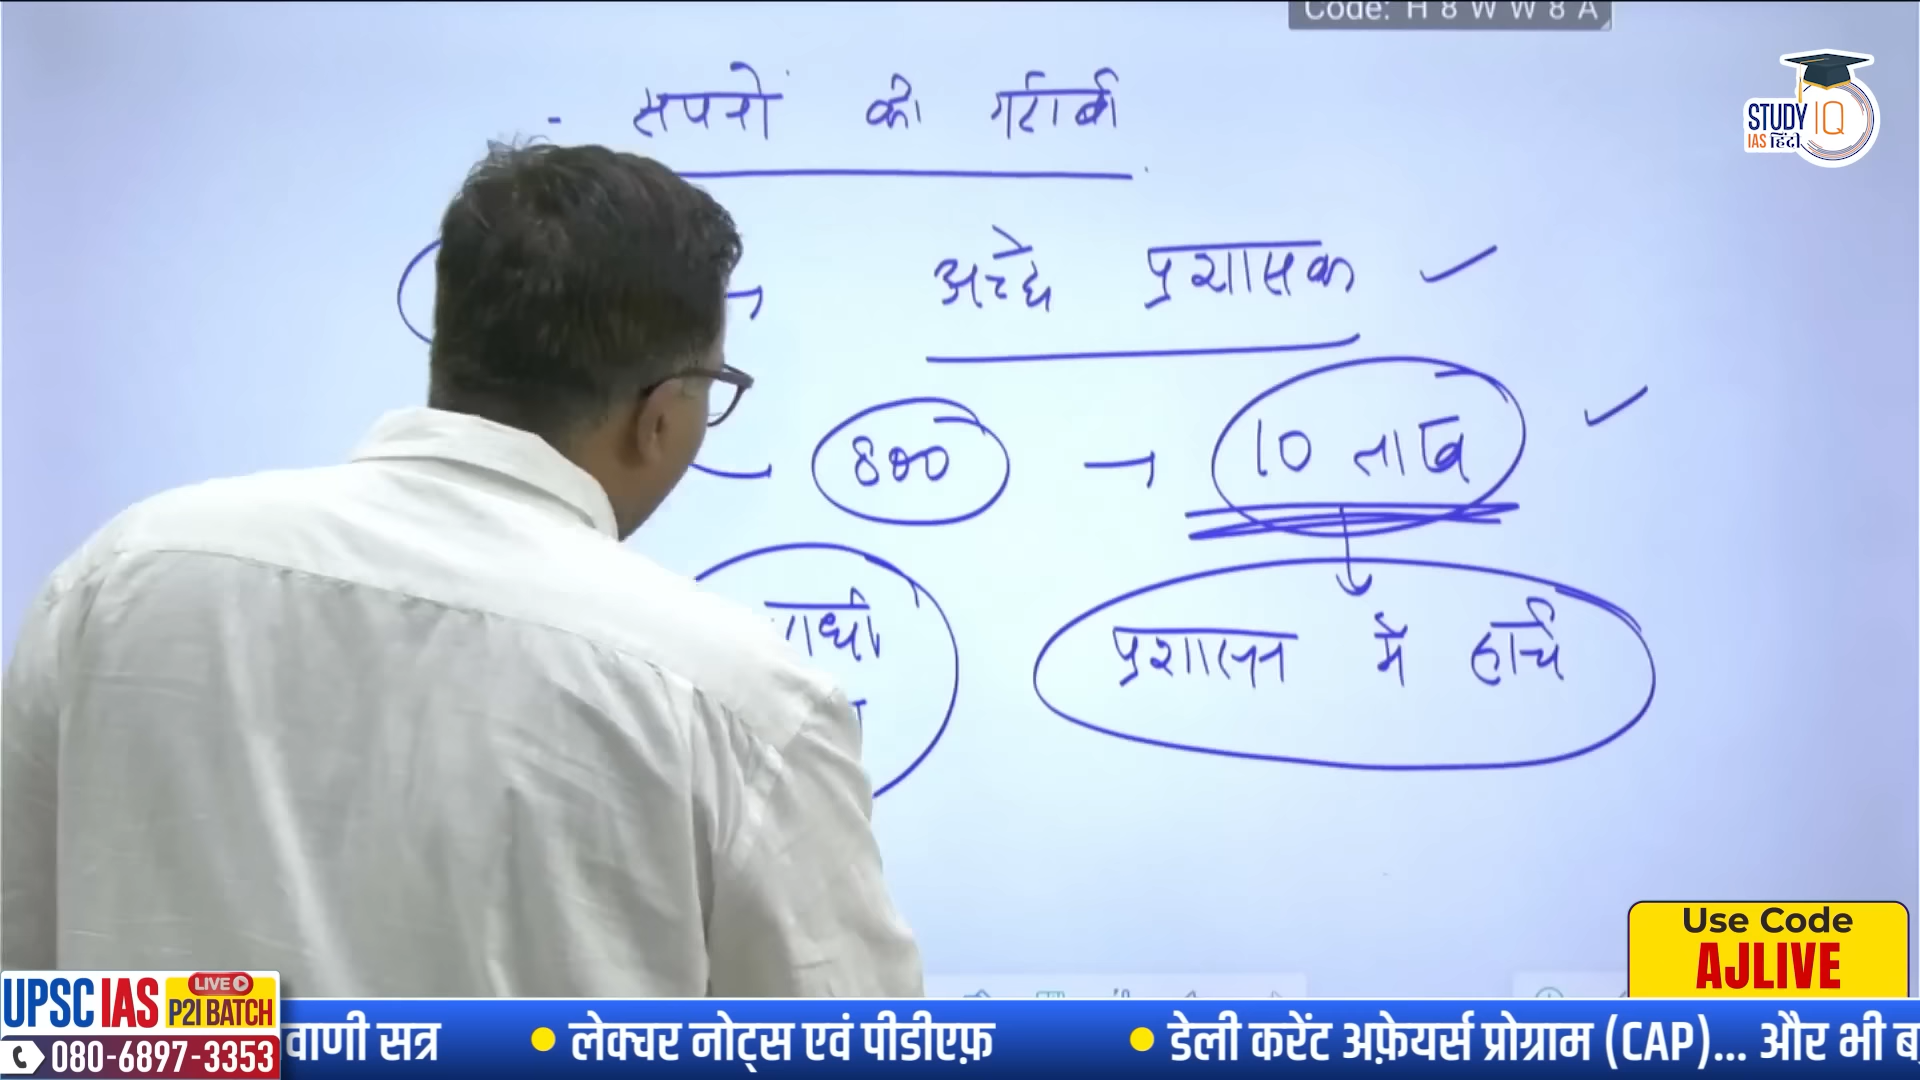 Code: H 8 W W 8 A
STUDY IQ
IAS हिंदी
- सपनों की गरीबी
अच्छे प्रशासक
800 → 10 लाख
प्रशासन में रुचि
Use Code
AJLIVE
UPSC IAS LIVE P2I BATCH
080-6897-3353
वाणी सत्र • लेक्चर नोट्स एवं पीडीएफ़ • डेली करेंट अफ़ेयर्स प्रोग्राम (CAP)... और भी ब